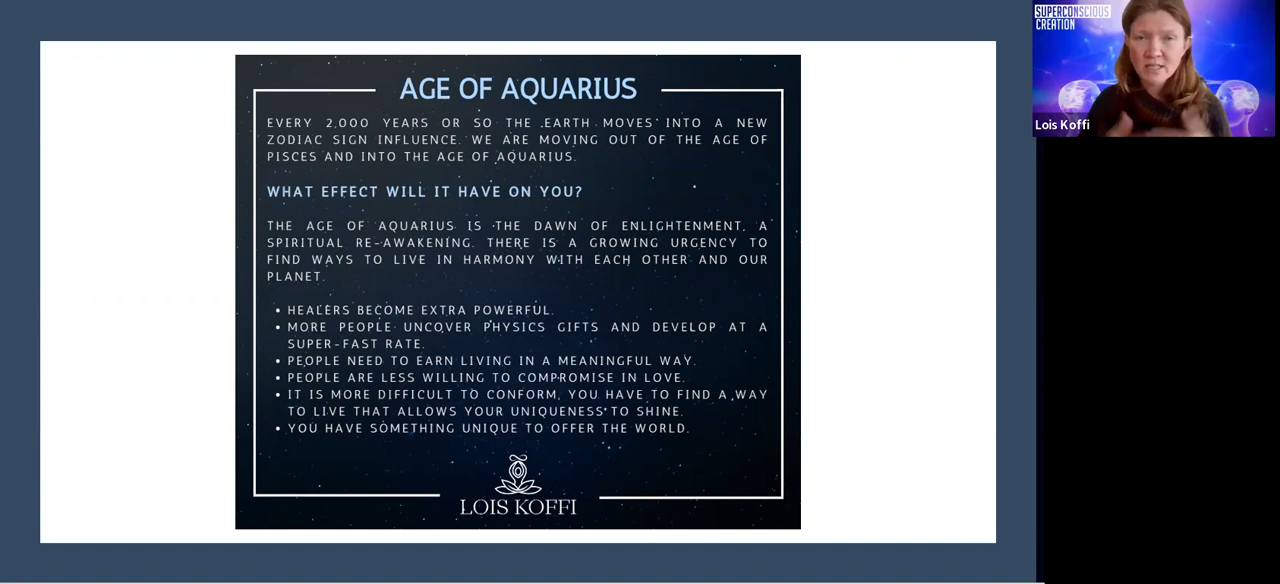 AGE OF AQUARIUS
EVERY 2,000 YEARS OR SO THE EARTH MOVES INTO A NEW
ZODIAC SIGN INFLUENCE. WE ARE MOVING OUT OF THE AGE OF
PISCES AND INTO THE AGE OF AQUARIUS.
WHAT EFFECT WILL IT HAVE ON YOU?
THE AGE OF AQUARIUS IS THE DAWN OF ENLIGHTENMENT, A
SPIRITUAL RE-AWAKENING. THERE IS A GROWING URGENCY TO
FIND WAYS TO LIVE IN HARMONY WITH EACH OTHER AND OUR
PLANET.
• HEALERS BECOME EXTRA POWERFUL.
• MORE PEOPLE UNCOVER PHYSICS GIFTS AND DEVELOP AT A
SUPER-FAST RATE.
• PEOPLE NEED TO EARN LIVING IN A MEANINGFUL WAY.
• PEOPLE ARE LESS WILLING TO COMPROMISE IN LOVE.
• IT IS MORE DIFFICULT TO CONFORM, YOU HAVE TO FIND A WAY
TO LIVE THAT ALLOWS YOUR UNIQUENESS TO SHINE.
• YOU HAVE SOMETHING UNIQUE TO OFFER THE WORLD.
LOIS KOFFI
SUPERCONSCIOUS
CREATION
Lois Koffi